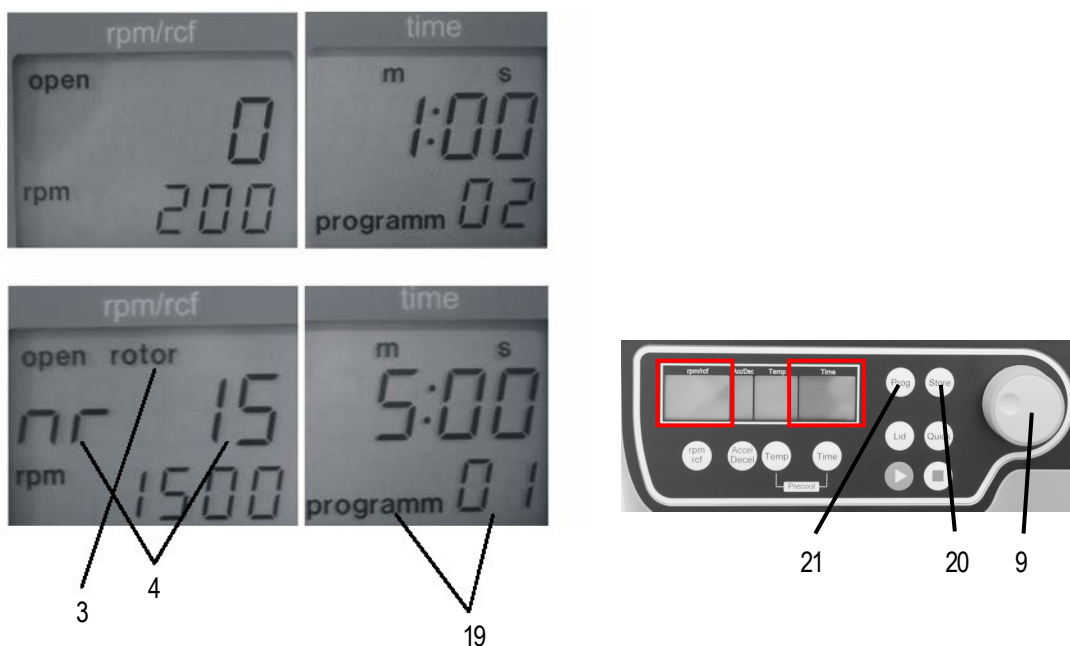 rpm/rcf
open
0
rpm 200
time
m s
1:00
programm 02
rpm/rcf
open rotor
nr 15
rpm 1500
time
m s
5:00
programm 01
3
4
19
rpm/rcf Acc/Dec Temp Time
Prog Store
Lid Quick
rpm
rcf
Accel
Decel
Temp
Time
Precool
21
20
9